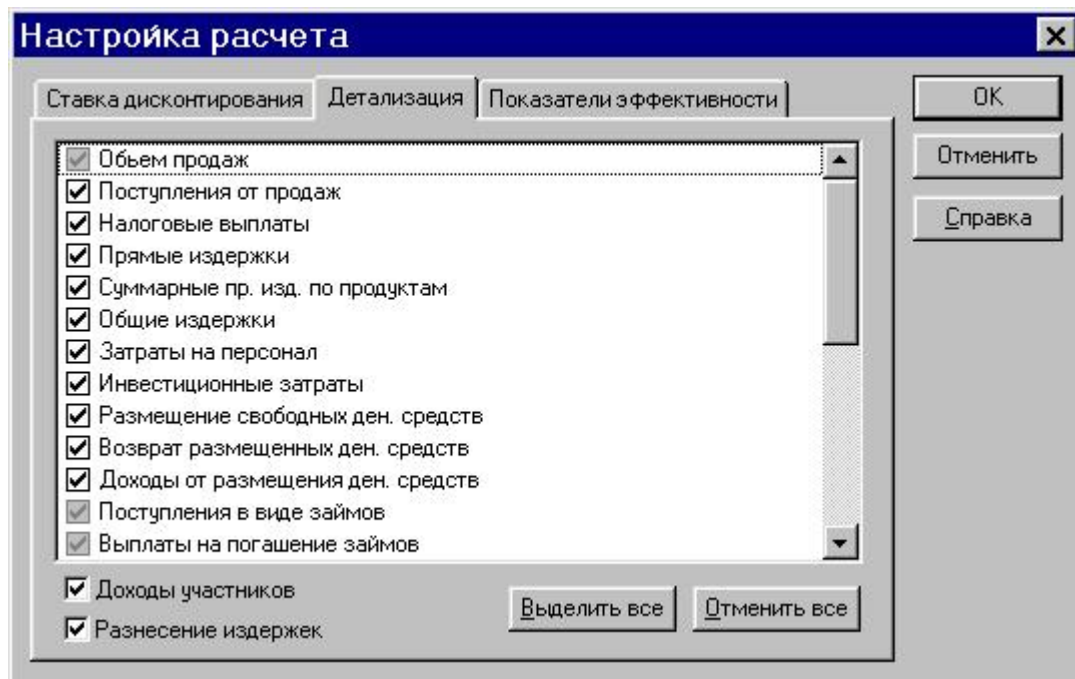 Настройка расчета
Ставка дисконтирования Детализация Показатели эффективности
Обьем продаж
Поступления от продаж
Налоговые выплаты
Прямые издержки
Суммарные пр. изд. по продуктам
Общие издержки
Затраты на персонал
Инвестиционные затраты
Размещение свободных ден. средств
Возврат размещенных ден. средств
Доходы от размещения ден. средств
Поступления в виде займов
Выплаты на погашение займов
Доходы участников
Разнесение издержек
Выделить все Отменить все
OK
Отменить
Справка